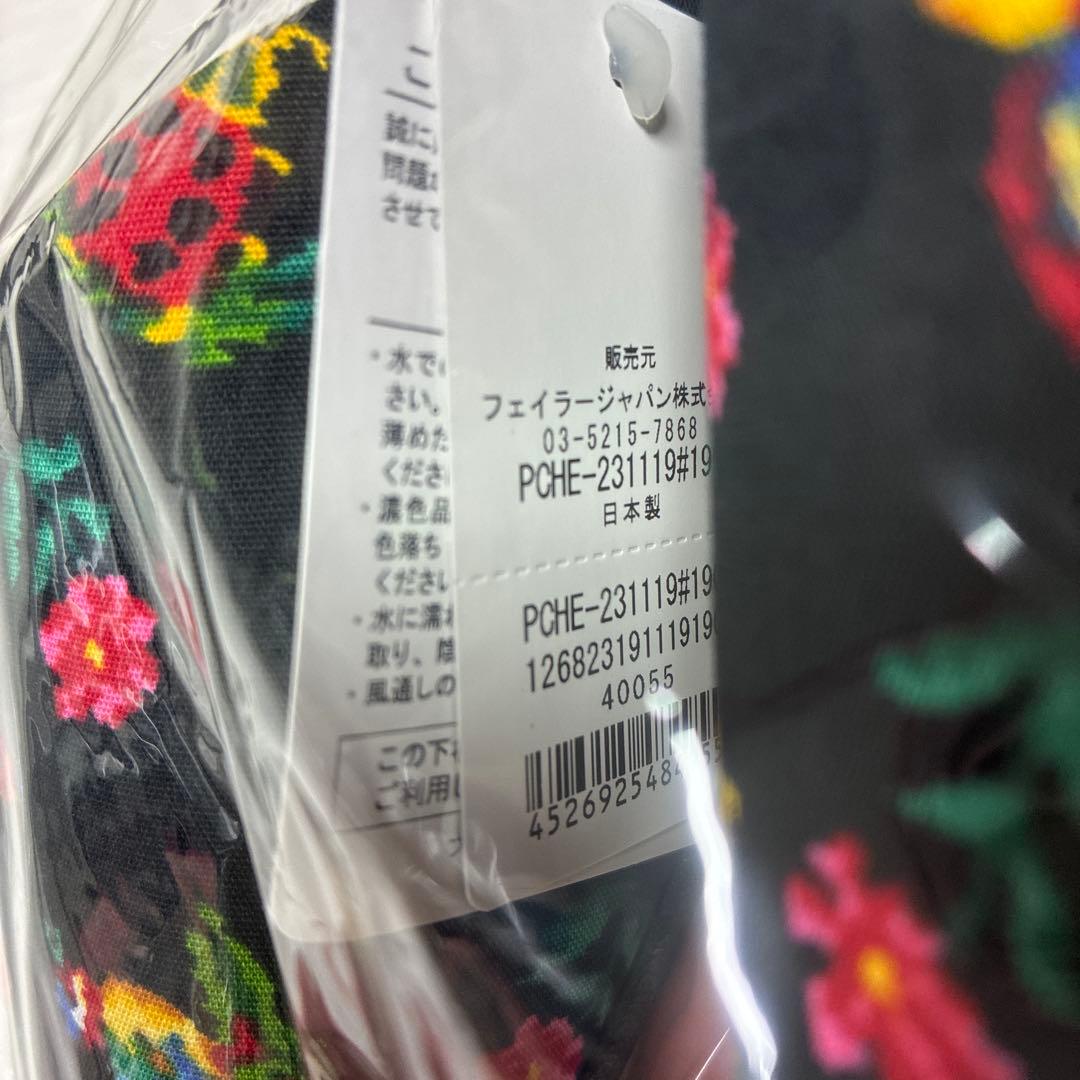 こ
誠に
問題
させて
・水で
さい。
薄めた
くださ
・濃色品
色落ち
くださ
・水に濡
取り、陰
・風通しの
この下
ご利用
販売元
フェイラージャパン株式
03-5215-7868
PCHE-231119#19
日本製
PCHE-231119#19
12682319111919
40055
452692548